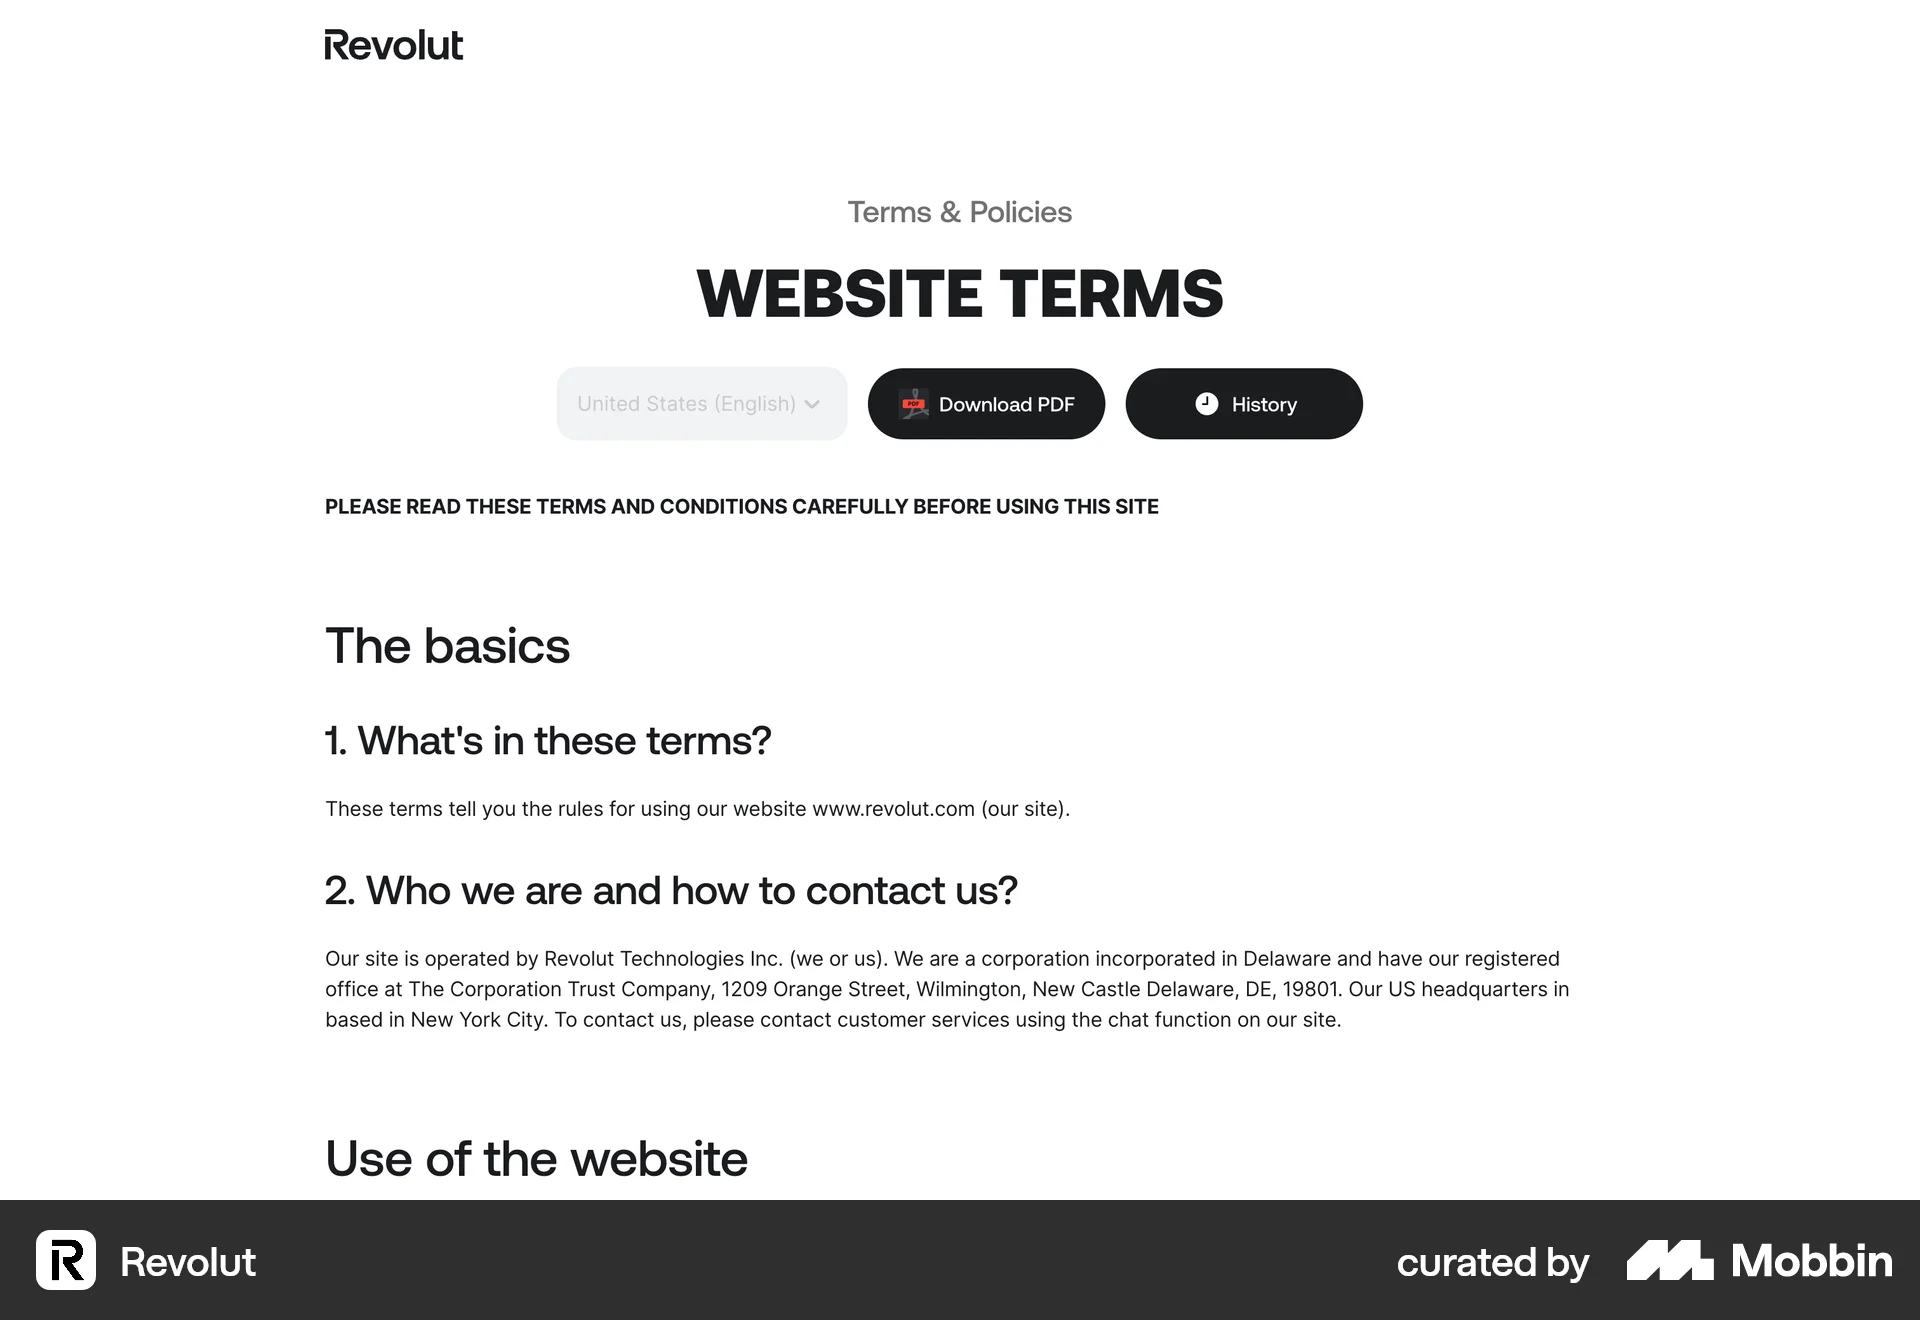 Revolut
Terms & Policies
WEBSITE TERMS
United States (English)
PDF
Download PDF
History
PLEASE READ THESE TERMS AND CONDITIONS CAREFULLY BEFORE USING THIS SITE
The basics
1. What's in these terms?
These terms tell you the rules for using our website www.revolut.com (our site).
2. Who we are and how to contact us?
Our site is operated by Revolut Technologies Inc. (we or us). We are a corporation incorporated in Delaware and have our registered
office at The Corporation Trust Company, 1209 Orange Street, Wilmington, New Castle Delaware, DE, 19801. Our US headquarters in
based in New York City. To contact us, please contact customer services using the chat function on our site.
Use of the website
R Revolut
curated by Mobbin